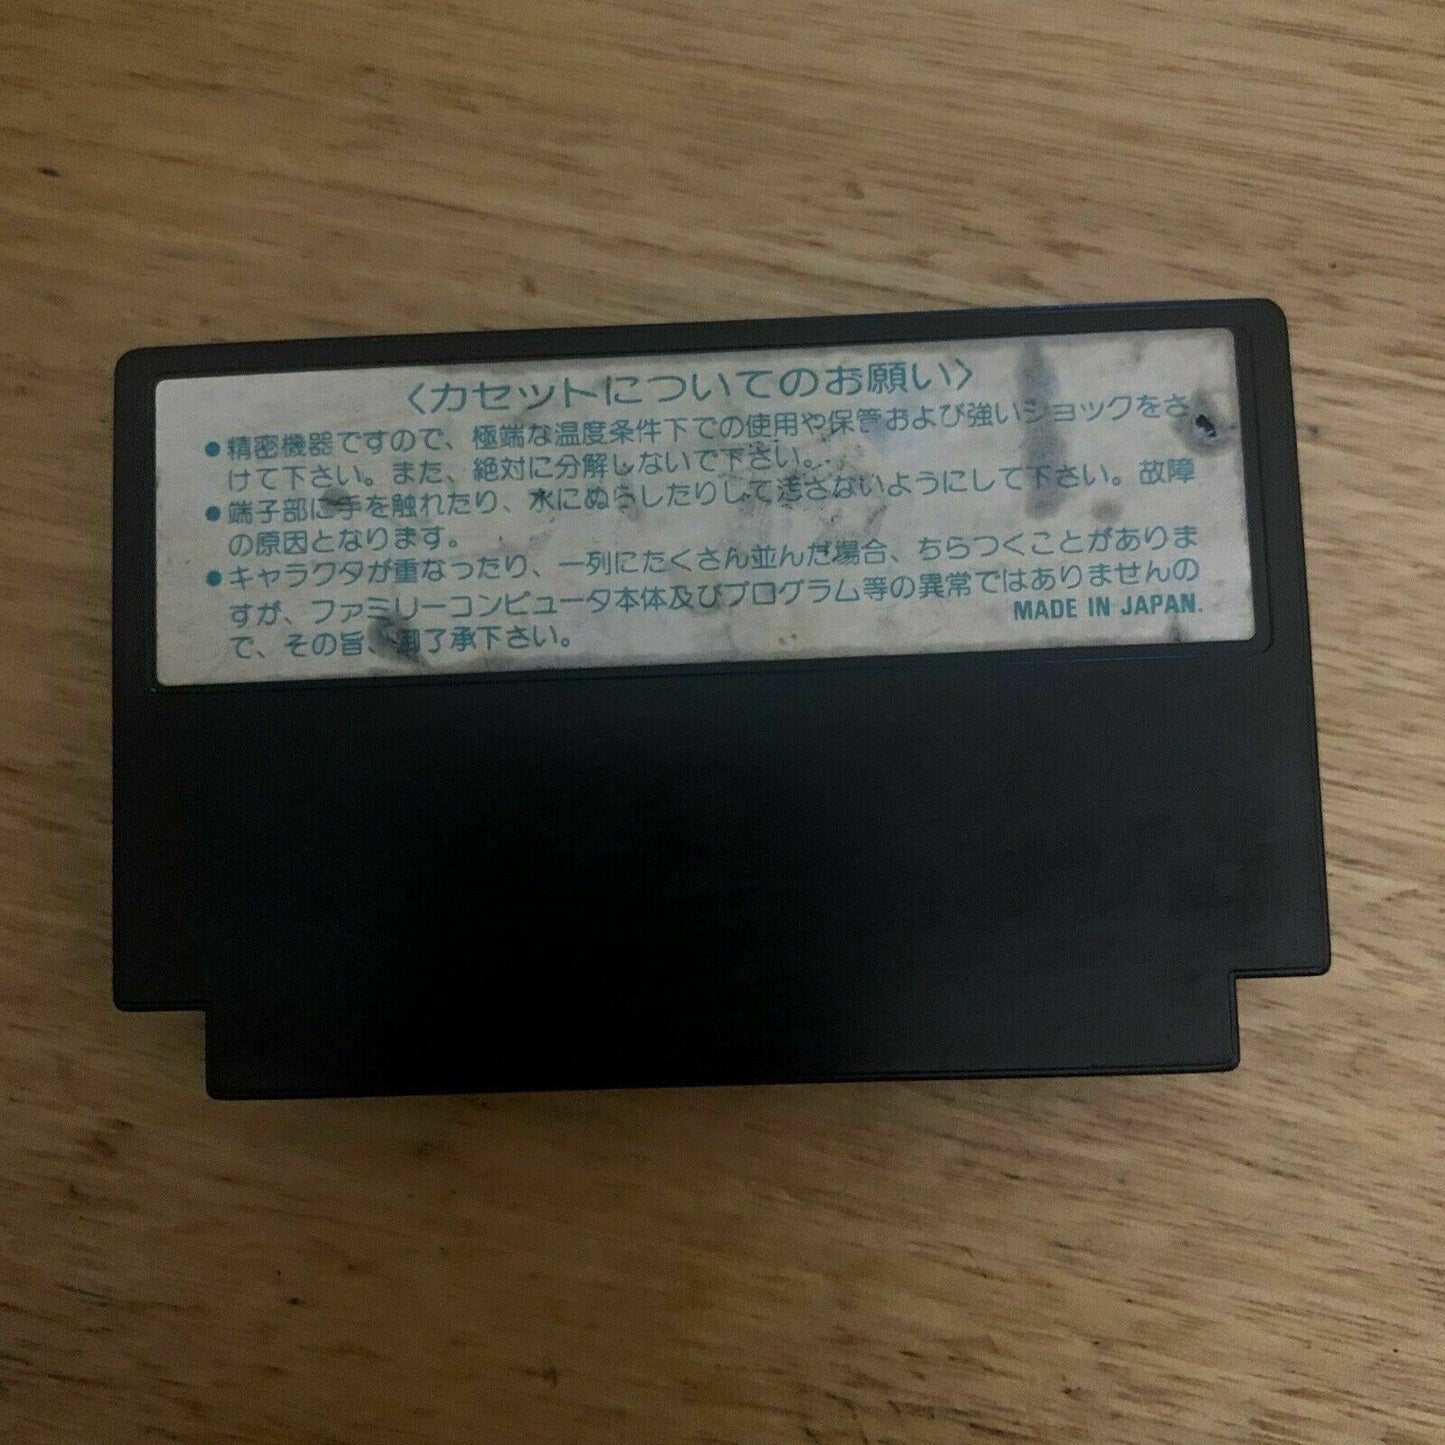 〈カセットについてのお願い〉
●精密機器ですので、極端な温度条件下での使用や保管および強いショックをさ
けて下さい。また、絶対に分解しないで下さい。
●端子部に手を触れたり、水にぬらしたりして汚さないようにして下さい。故障
の原因となります。
●キャラクタが重なったり、一列にたくさん並んだ場合、ちらつくことがありま
すが、ファミリーコンピュータ本体及びプログラム等の異常ではありませんの
で、その旨、用了承下さい。
MADE IN JAPAN.